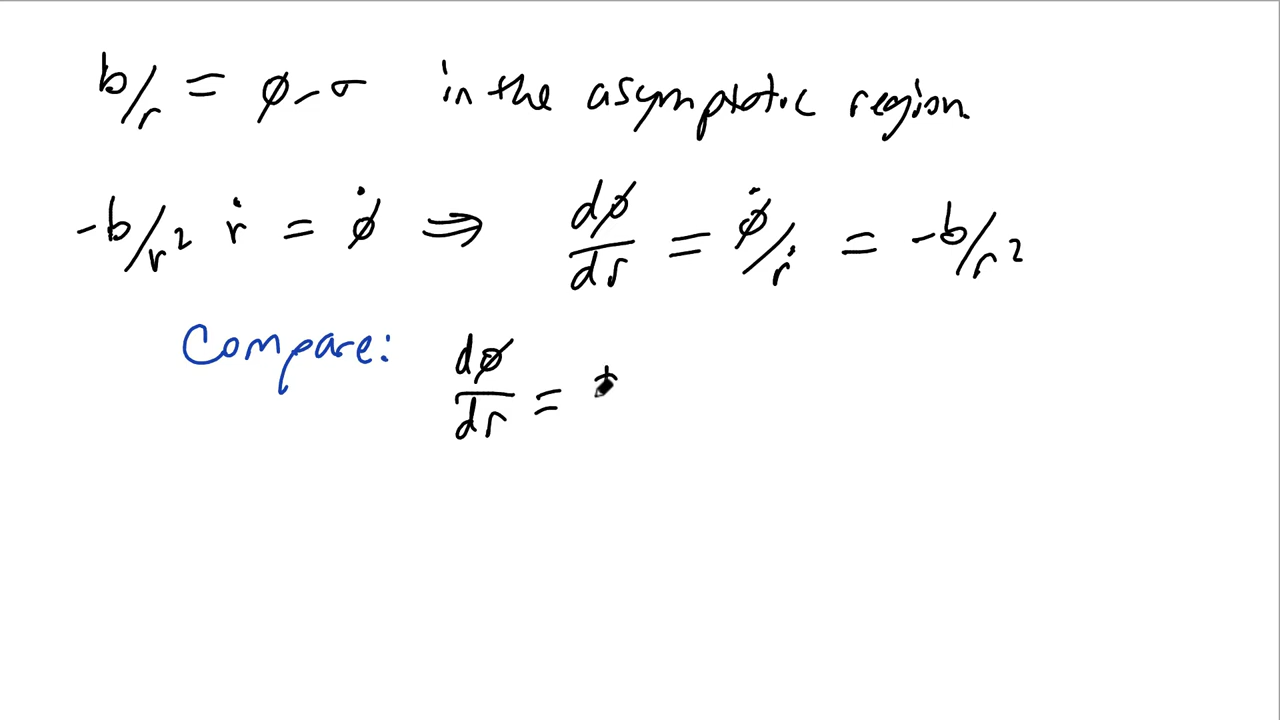 b/r = ϕ - σ in the asymptotic region
-b/r² ṙ = ϕ̇ ⇒ dϕ/dr = ϕ̇/ṙ = -b/r²
Compare: dϕ/dr = ±